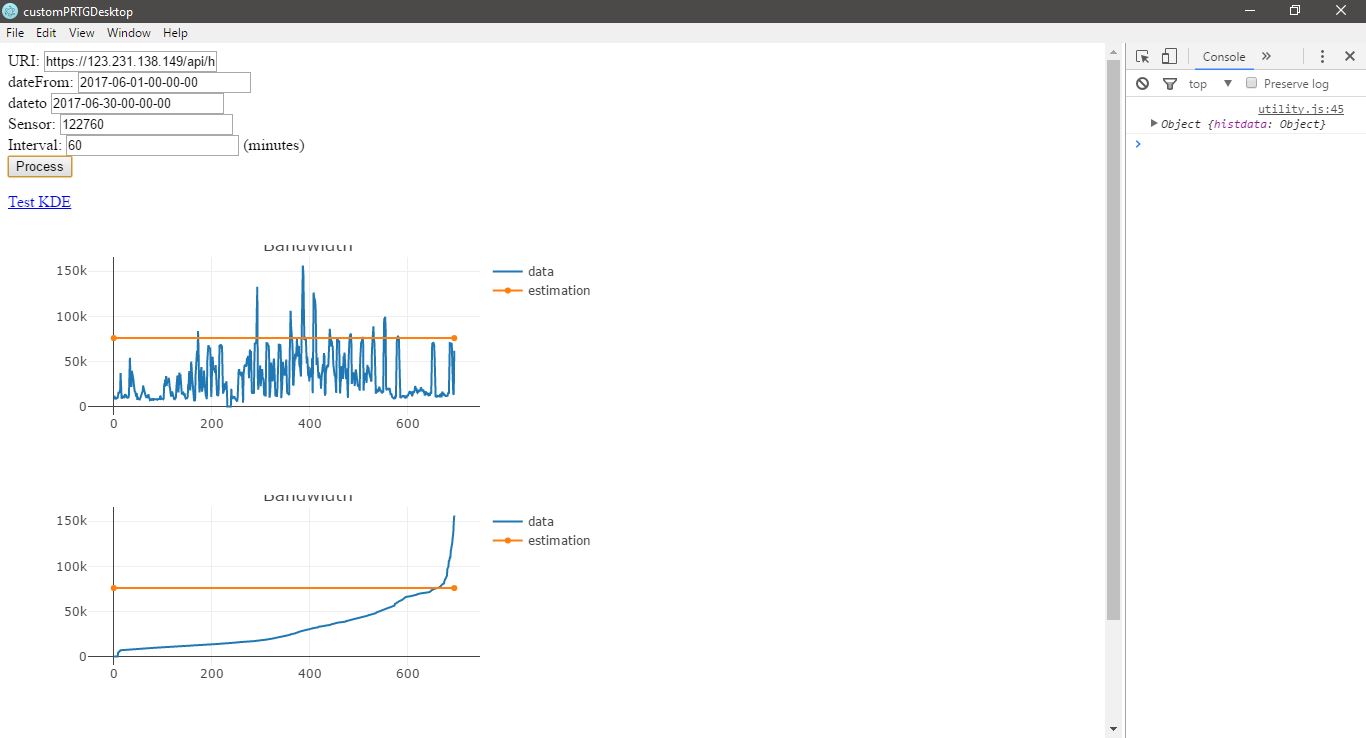 customPRTGDesktop
File Edit View Window Help
URI: https://123.231.138.149/api/h
dateFrom: 2017-06-01-00-00-00
dateto 2017-06-30-00-00-00
Sensor: 122760
Interval: 60 (minutes)
Process
Test KDE
Bandwidth
150k
100k
50k
0
0 200 400 600
data
estimation
Bandwidth
150k
100k
50k
0
0 200 400 600
data
estimation
Console »
top ▼ Preserve log
utility.js:45
Object {histdata: Object}